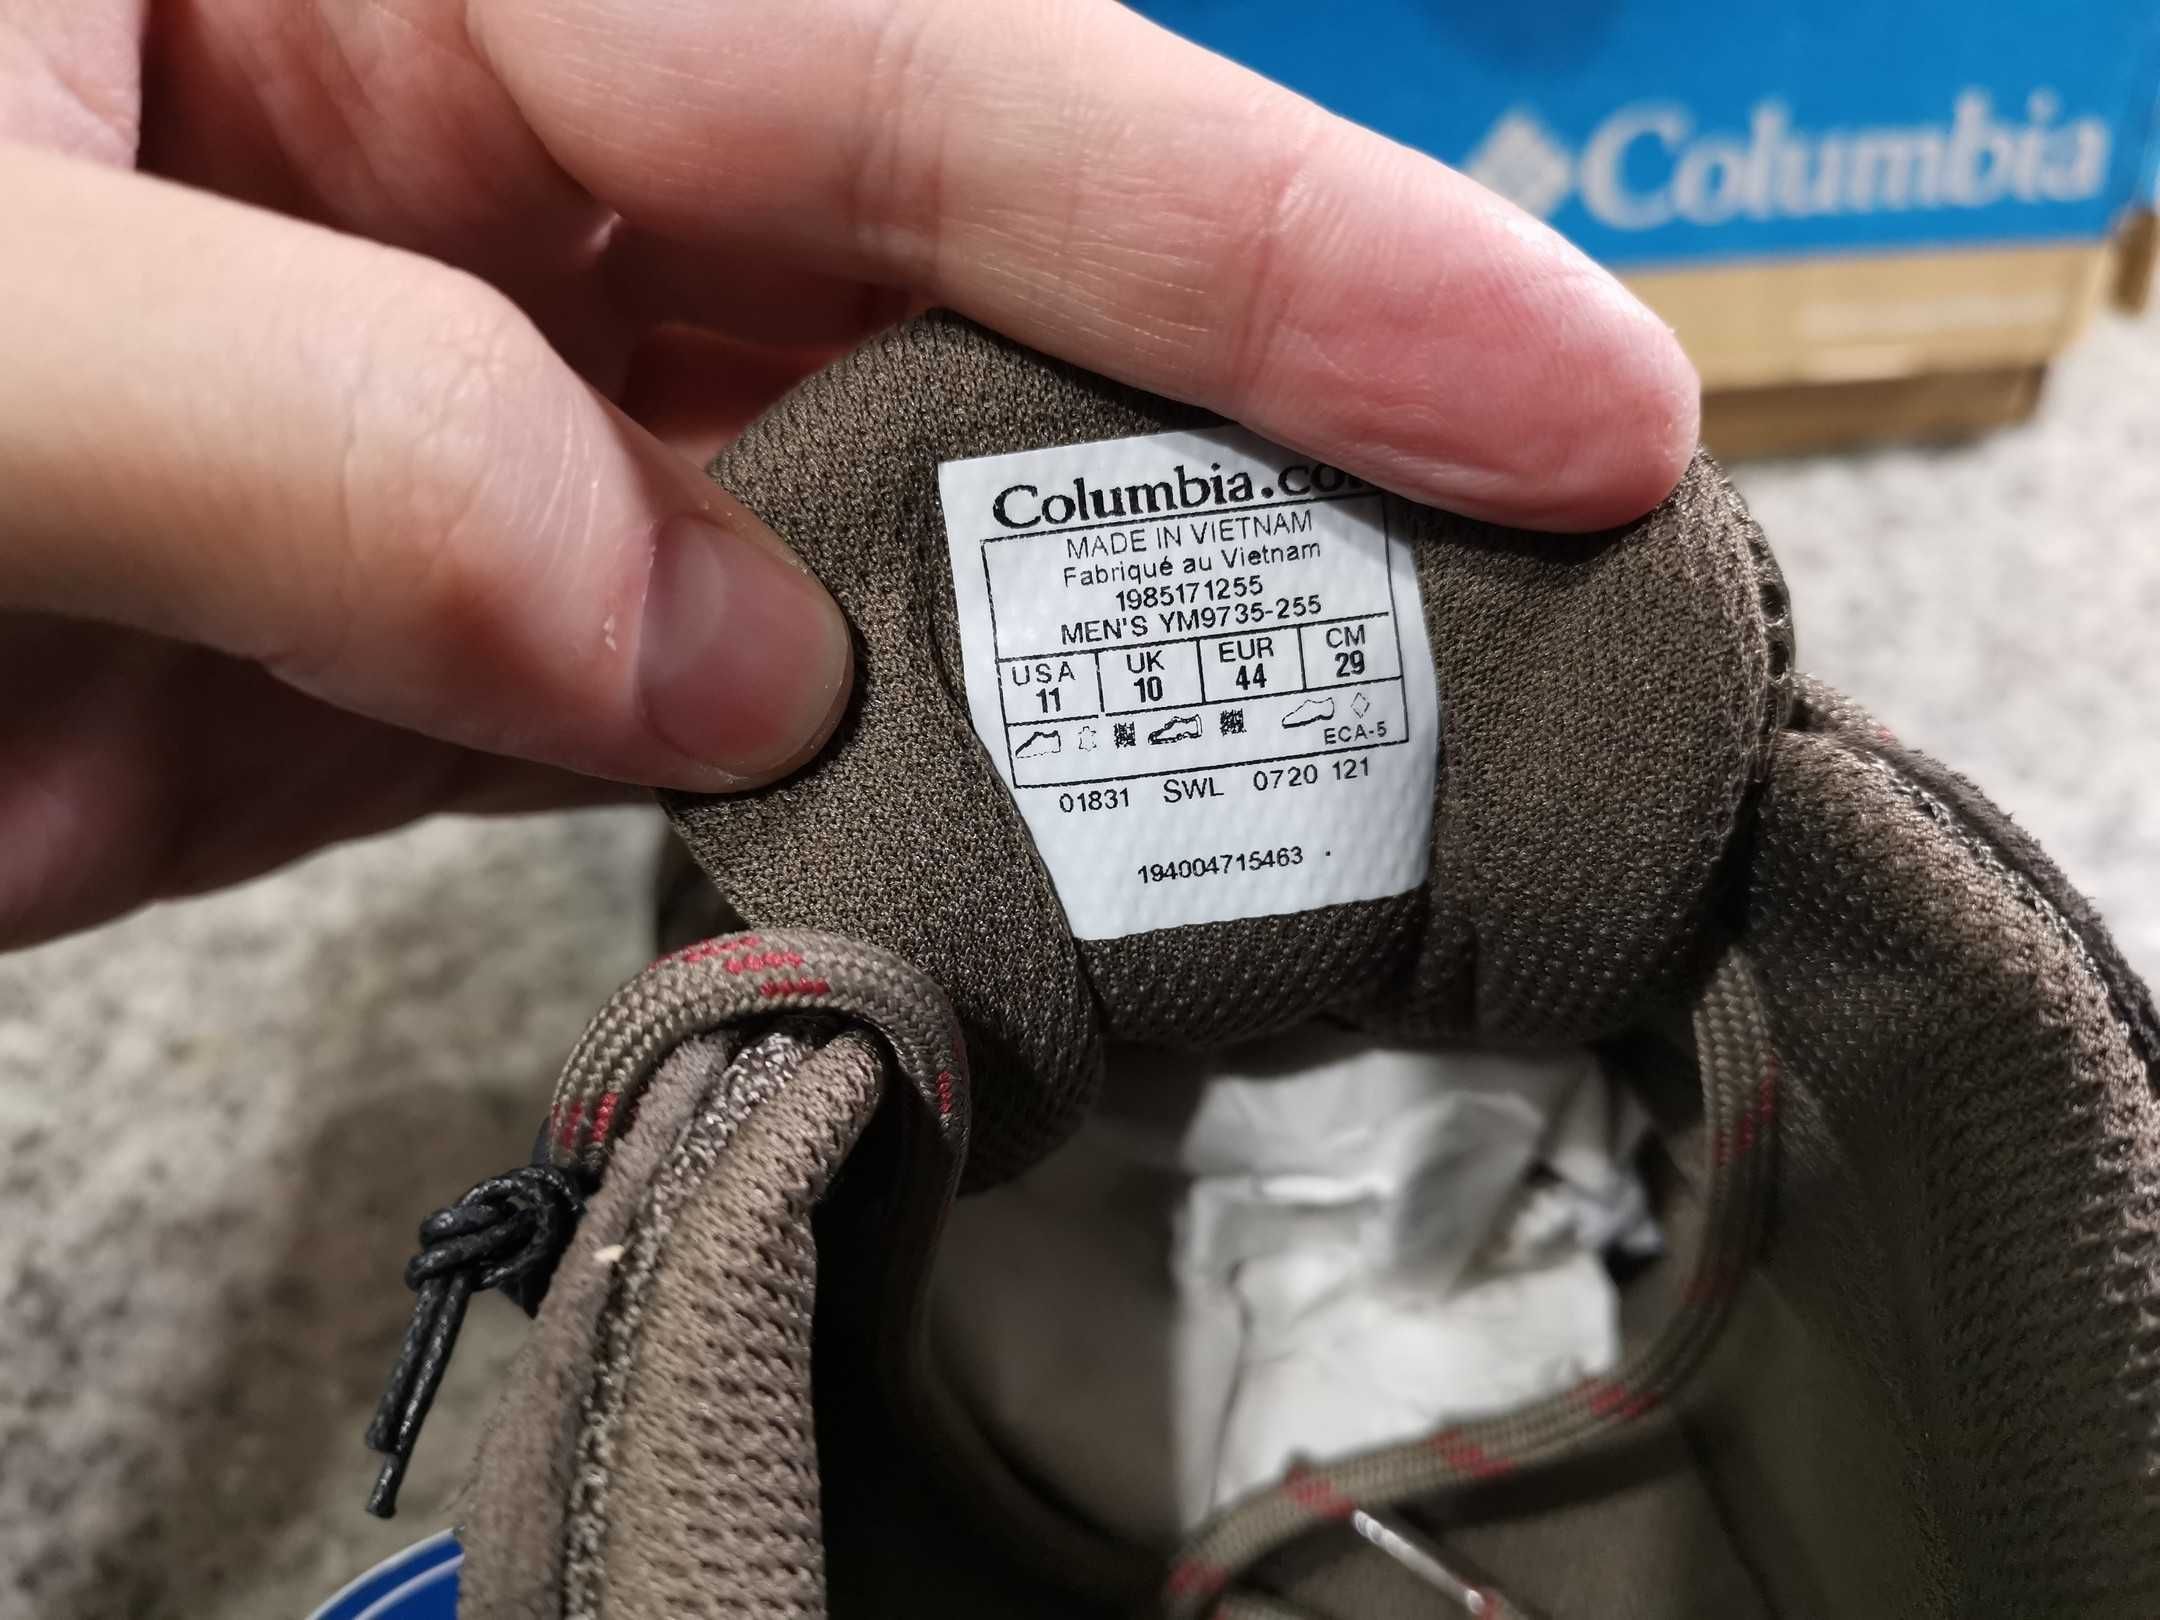 Columbia
Columbia.co
MADE IN VIETNAM
Fabriqué au Vietnam
1985171255
MEN'S YM9735-255
USA UK EUR CM
11 10 44 29
ECA-5
01831 SWL 0720 121
194004715463 .